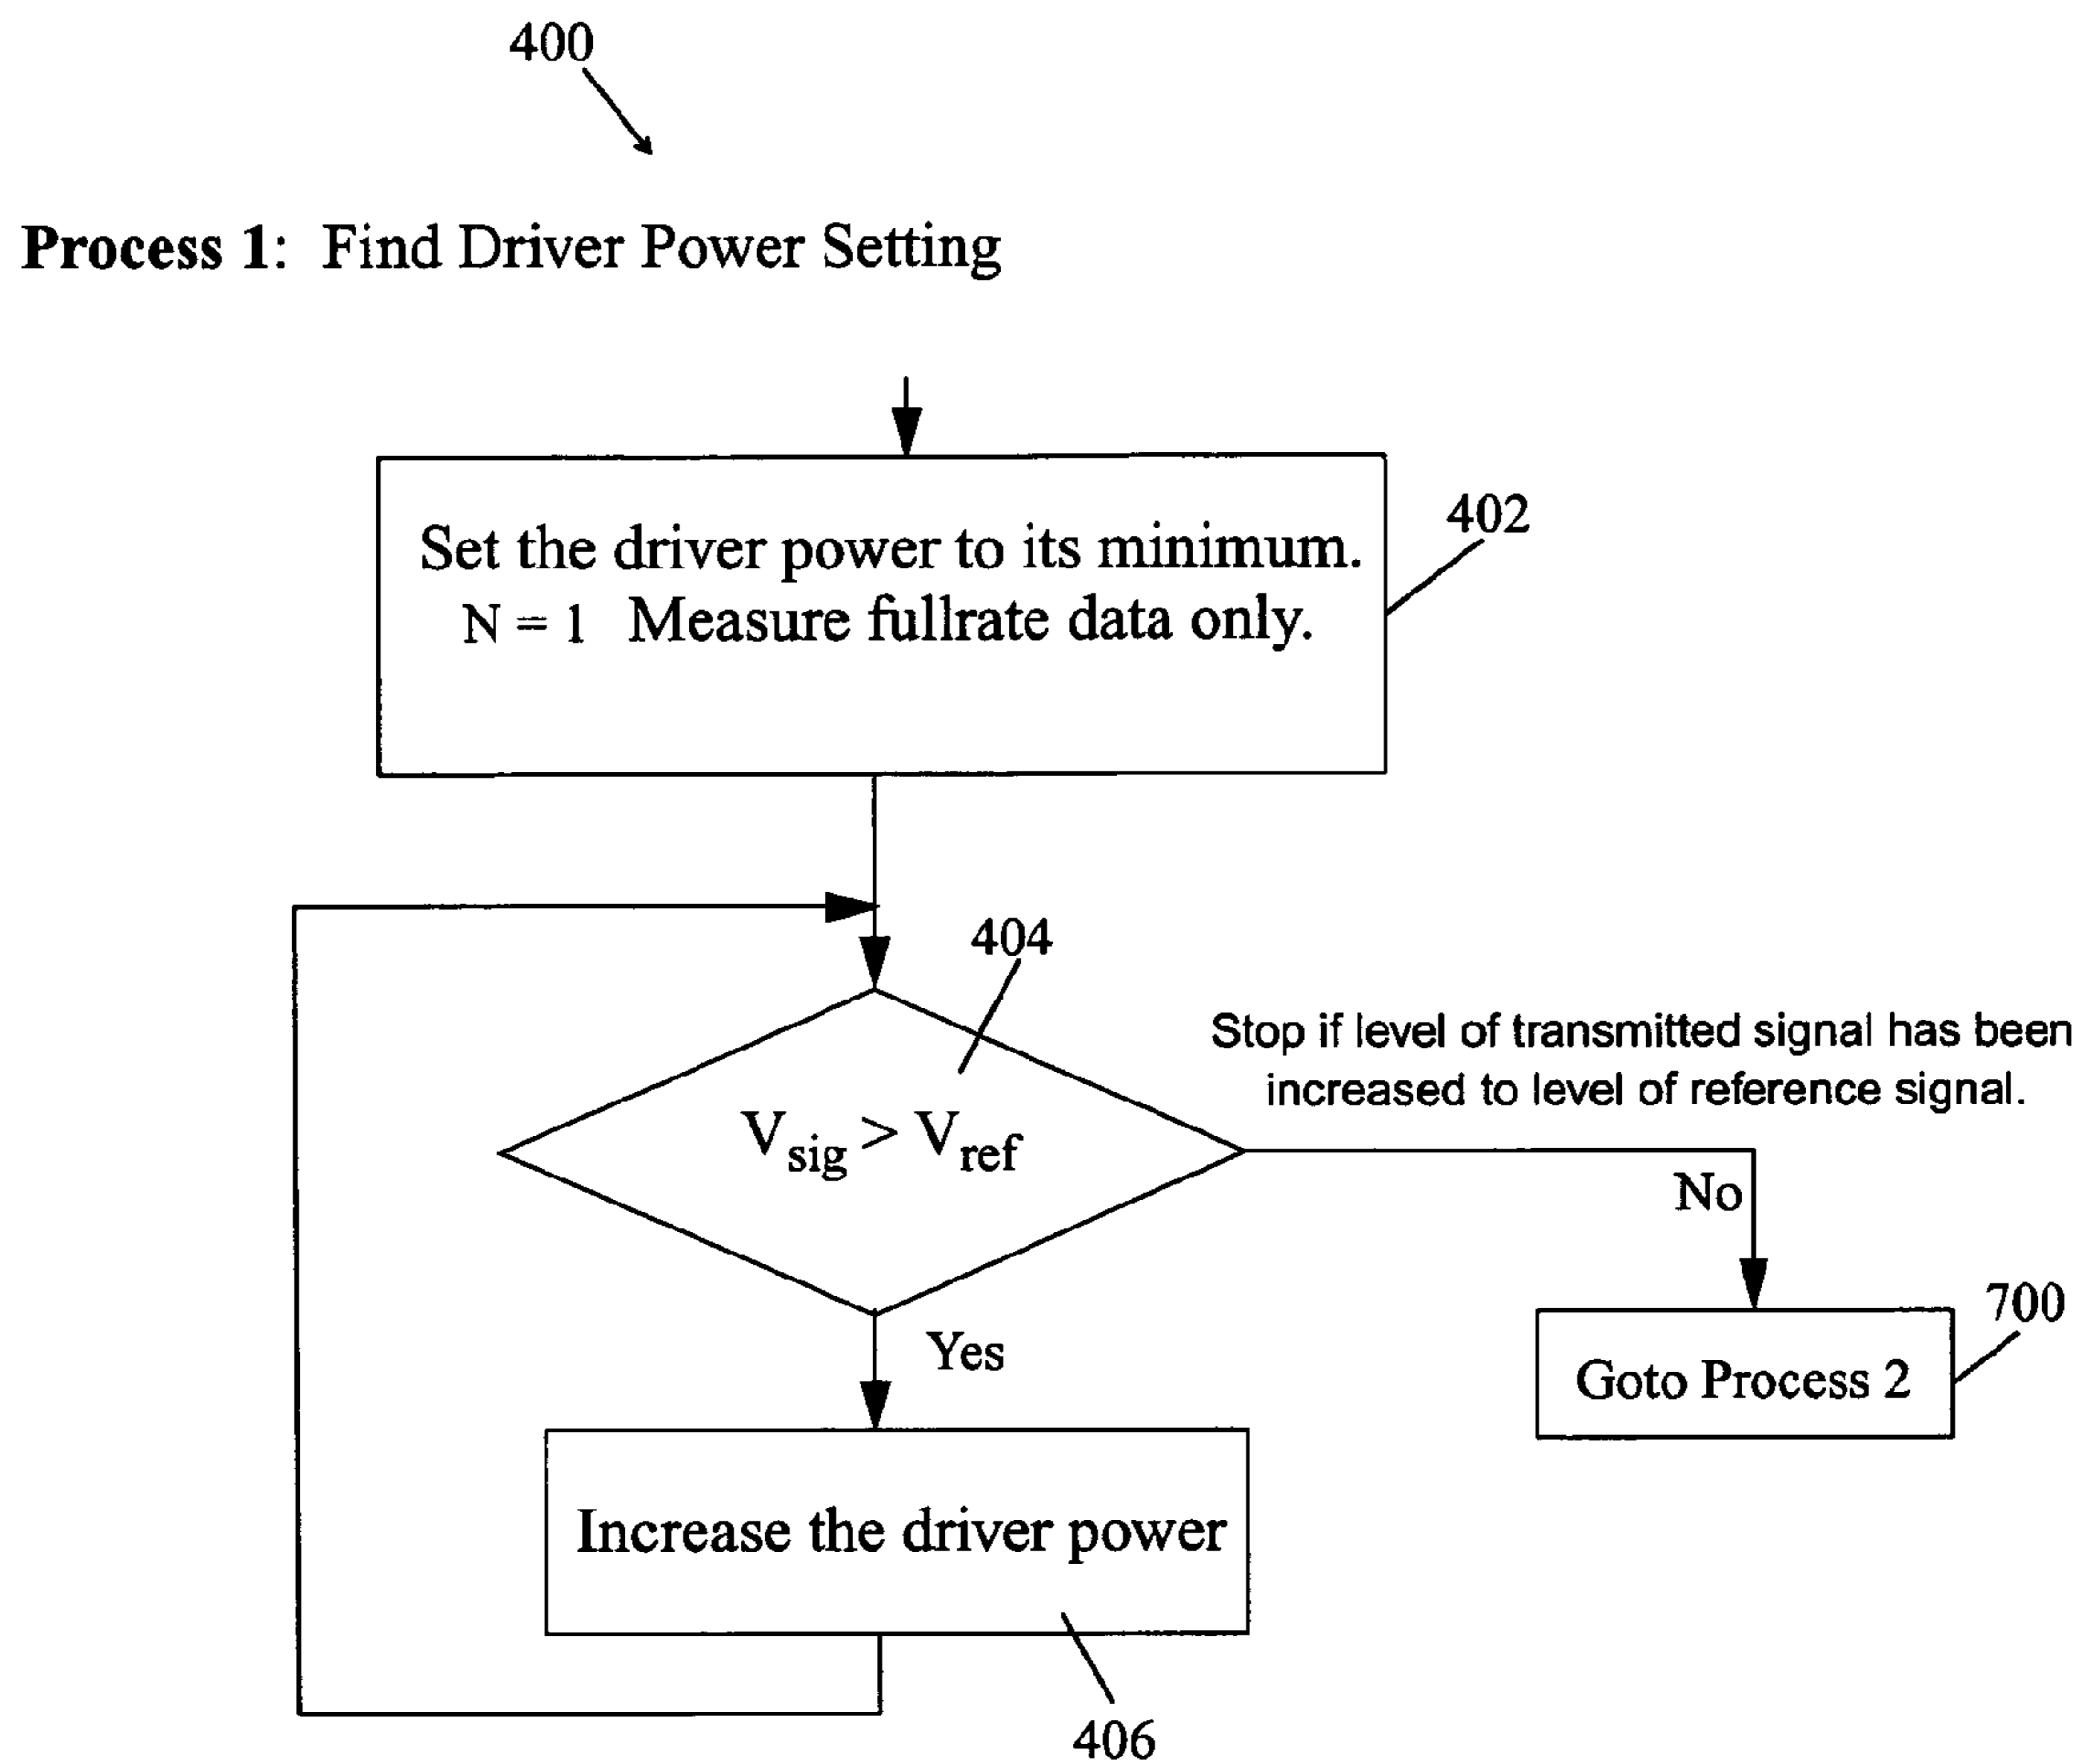 400
Process 1: Find Driver Power Setting
Set the driver power to its minimum.
N = 1 Measure fullrate data only.
402
404
Stop if level of transmitted signal has been
increased to level of reference signal.
Vsig > Vref
No
Yes
700
Goto Process 2
Increase the driver power
406